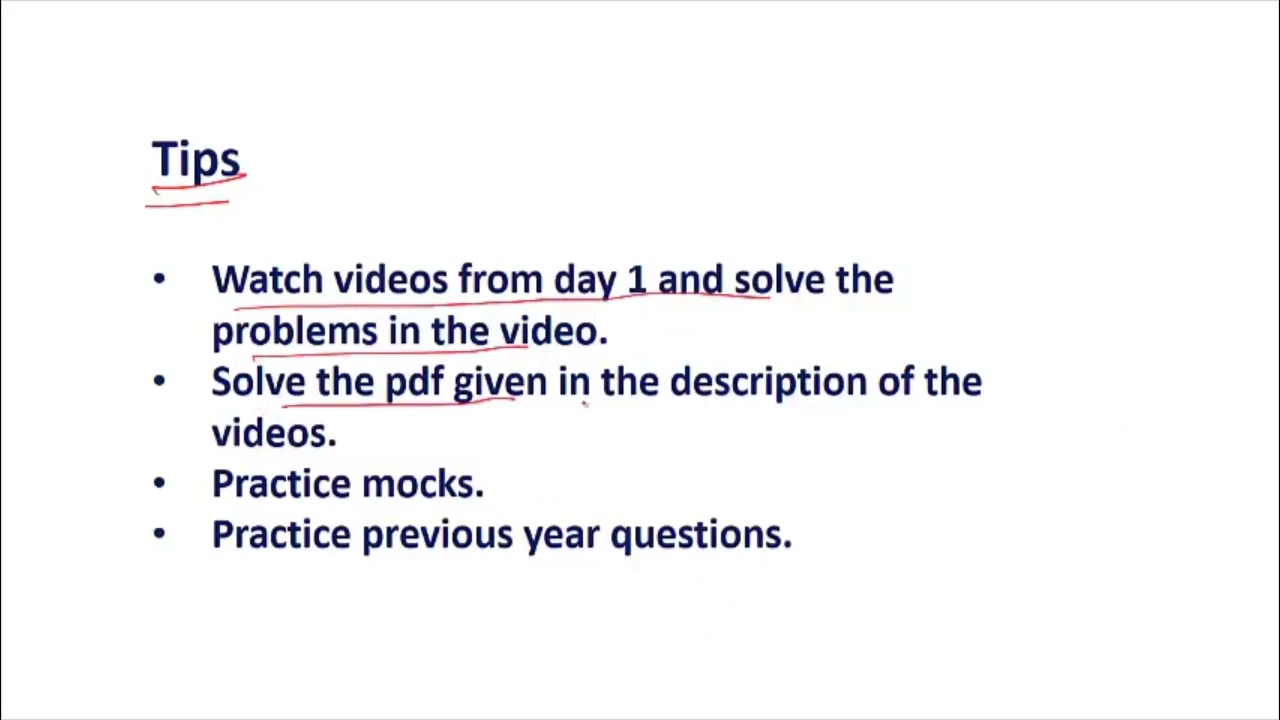 Tips
• Watch videos from day 1 and solve the
problems in the video.
• Solve the pdf given in the description of the
videos.
• Practice mocks.
• Practice previous year questions.